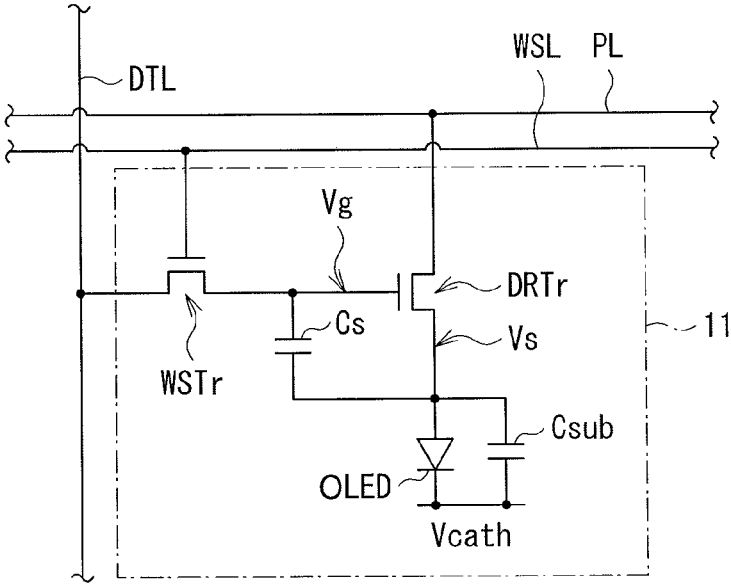 WSL PL
DTL
Vg
DRTr
Cs
Vs
11
WSTr
Csub
OLED
Vcath